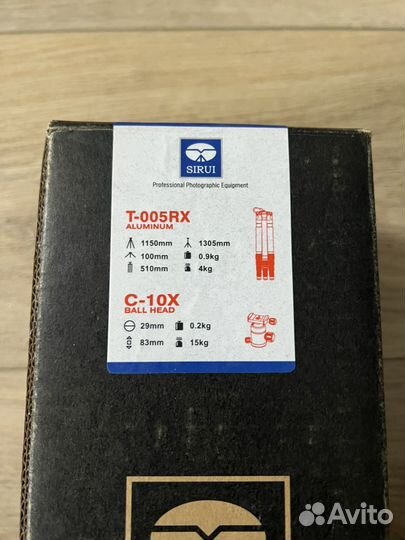 SIRUI
Professional Photographic Equipment
T-005RX
ALUMINUM
1150mm 1305mm
100mm 0.9kg
510mm 4kg
C-10X
BALL HEAD
29mm 0.2kg
83mm 15kg
Avito